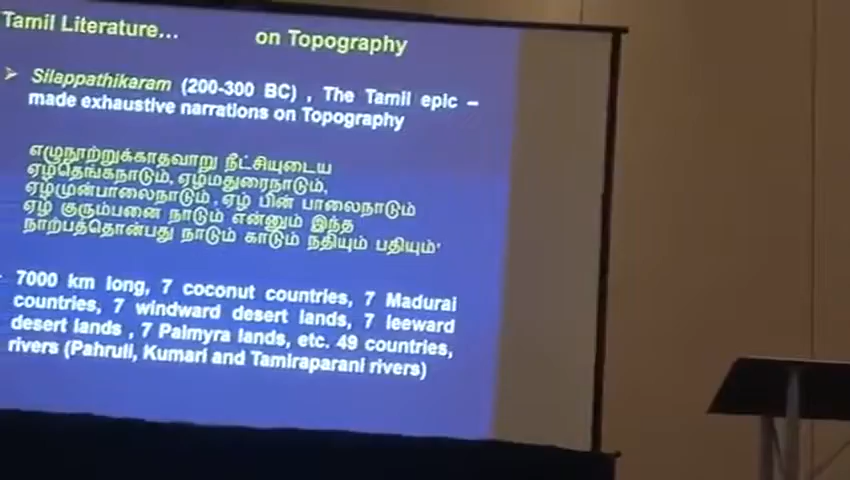 Tamil Literature... on Topography
Silappathikaram (200-300 BC) , The Tamil epic –
made exhaustive narrations on Topography
எழுநூற்றுக்காதவாறு நீட்சியுடைய
ஏழ்தெங்கநாடும், ஏழ்மதுரைநாடும்,
ஏழ்முன்பாலைநாடும் , ஏழ் பின் பாலைநாடும்
ஏழ் குரும்பனை நாடும் என்னும் இந்த
நாற்பத்தொன்பது நாடும் காடும் நதியும் பதியும்'
7000 km long, 7 coconut countries, 7 Madurai
countries, 7 windward desert lands, 7 leeward
desert lands , 7 Palmyra lands, etc. 49 countries,
rivers (Pahruli, Kumari and Tamiraparani rivers)